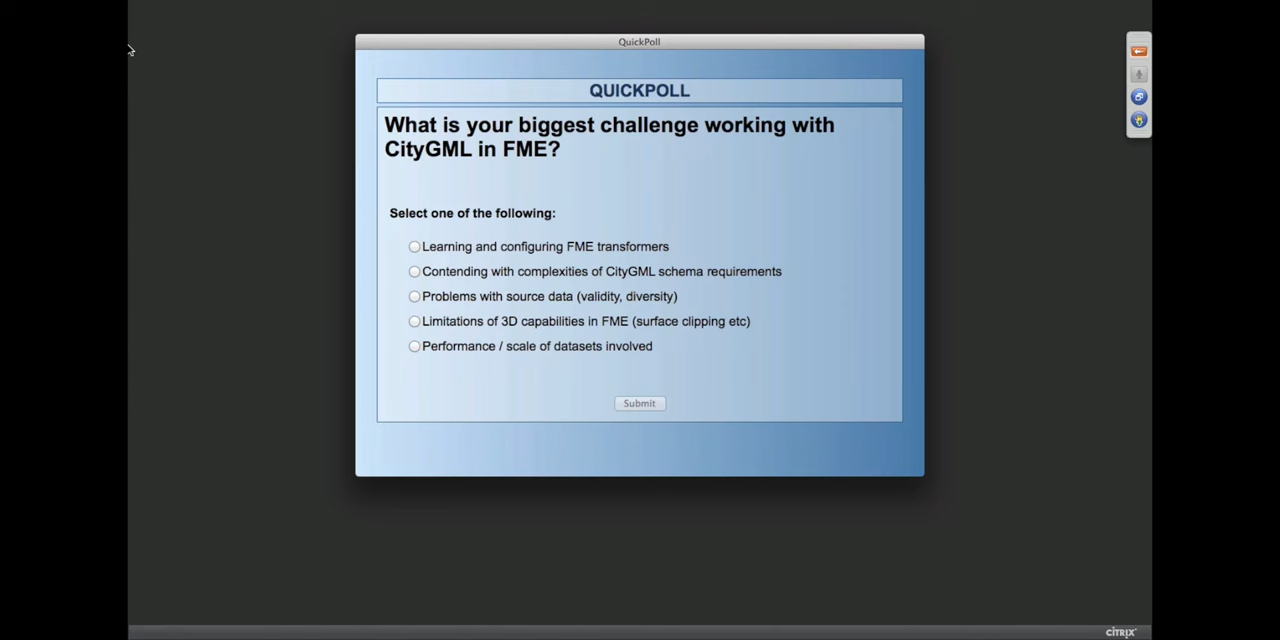 QuickPoll
QUICKPOLL
What is your biggest challenge working with
CityGML in FME?
Select one of the following:
Learning and configuring FME transformers
Contending with complexities of CityGML schema requirements
Problems with source data (validity, diversity)
Limitations of 3D capabilities in FME (surface clipping etc)
Performance / scale of datasets involved
Submit
CITRIX